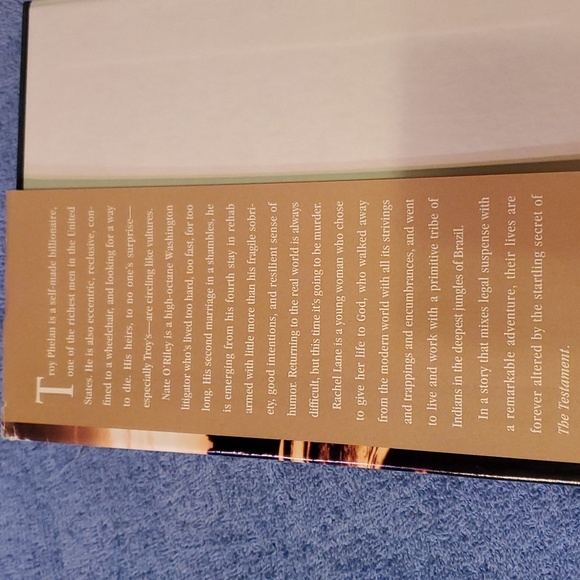 Troy Phelan is a self-made billionaire,
one of the richest men in the United
States. He is also eccentric, reclusive, con-
fined to a wheelchair, and looking for a way
to die. His heirs, to no one's surprise—
especially Troy's—are circling like vultures.
Nate O'Riley is a high-octane Washington
litigator who's lived too hard, too fast, for too
long. His second marriage in a shambles, he
is emerging from his fourth stay in rehab
armed with little more than his fragile sobri-
ety, good intentions, and resilient sense of
humor. Returning to the real world is always
difficult, but this time it's going to be murder.
Rachel Lane is a young woman who chose
to give her life to God, who walked away
from the modern world with all its strivings
and trappings and encumbrances, and went
to live and work with a primitive tribe of
Indians in the deepest jungles of Brazil.
In a story that mixes legal suspense with
a remarkable adventure, their lives are
forever altered by the startling secret of
The Testament.